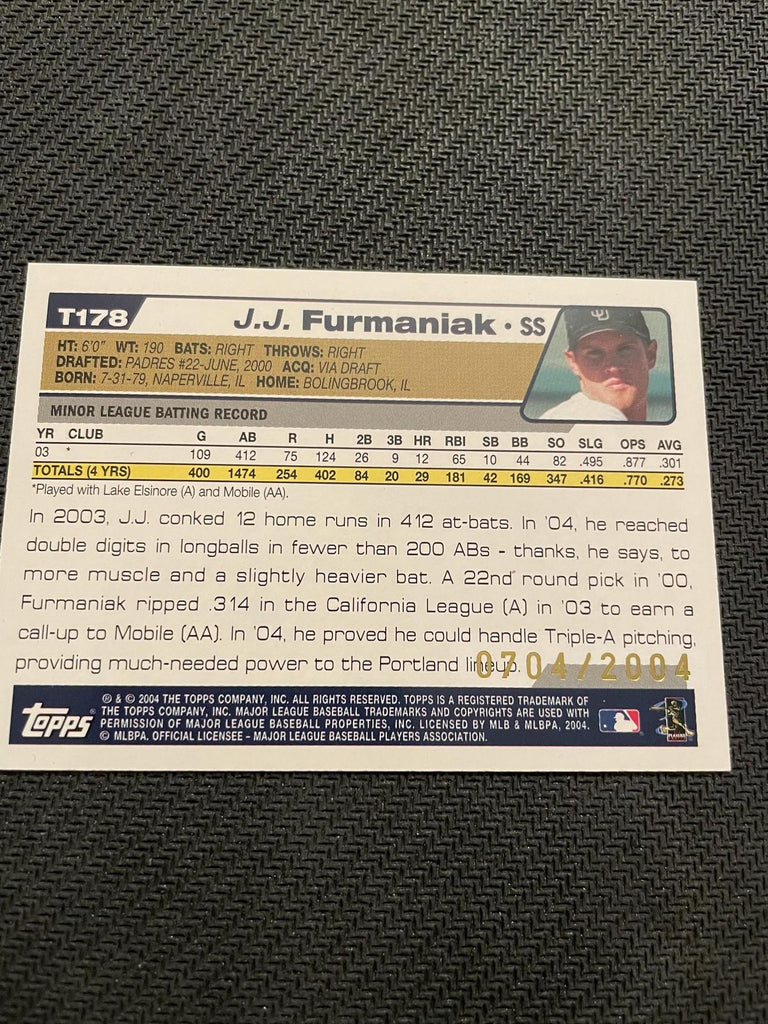 T178
J.J. Furmaniak • SS
HT: 6'0" WT: 190 BATS: RIGHT THROWS: RIGHT
DRAFTED: PADRES #22-JUNE, 2000 ACQ: VIA DRAFT
BORN: 7-31-79, NAPERVILLE, IL HOME: BOLINGBROOK, IL
MINOR LEAGUE BATTING RECORD
YR CLUB G AB R H 2B 3B HR RBI SB BB SO SLG OPS AVG
03 * 109 412 75 124 26 9 12 65 10 44 82 .495 .877 .301
TOTALS (4 YRS) 400 1474 254 402 84 20 29 181 42 169 347 .416 .770 .273
*Played with Lake Elsinore (A) and Mobile (AA).
In 2003, J.J. conked 12 home runs in 412 at-bats. In '04, he reached
double digits in longballs in fewer than 200 ABs - thanks, he says, to
more muscle and a slightly heavier bat. A 22nd round pick in '00,
Furmaniak ripped .314 in the California League (A) in '03 to earn a
call-up to Mobile (AA). In '04, he proved he could handle Triple-A pitching,
providing much-needed power to the Portland lineup.
0704/2004
topps®
® & © 2004 THE TOPPS COMPANY, INC. ALL RIGHTS RESERVED. TOPPS IS A REGISTERED TRADEMARK OF
THE TOPPS COMPANY, INC. MAJOR LEAGUE BASEBALL TRADEMARKS AND COPYRIGHTS ARE USED WITH
PERMISSION OF MAJOR LEAGUE BASEBALL PROPERTIES, INC. LICENSED BY MLB & MLBPA, 2004.
© MLBPA. OFFICIAL LICENSEE – MAJOR LEAGUE BASEBALL PLAYERS ASSOCIATION.